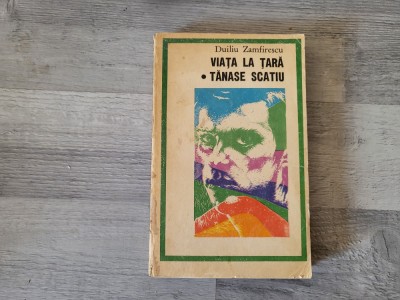 Duiliu Zamfirescu
VIAȚA LA ȚARĂ
• TĂNASE SCATIU